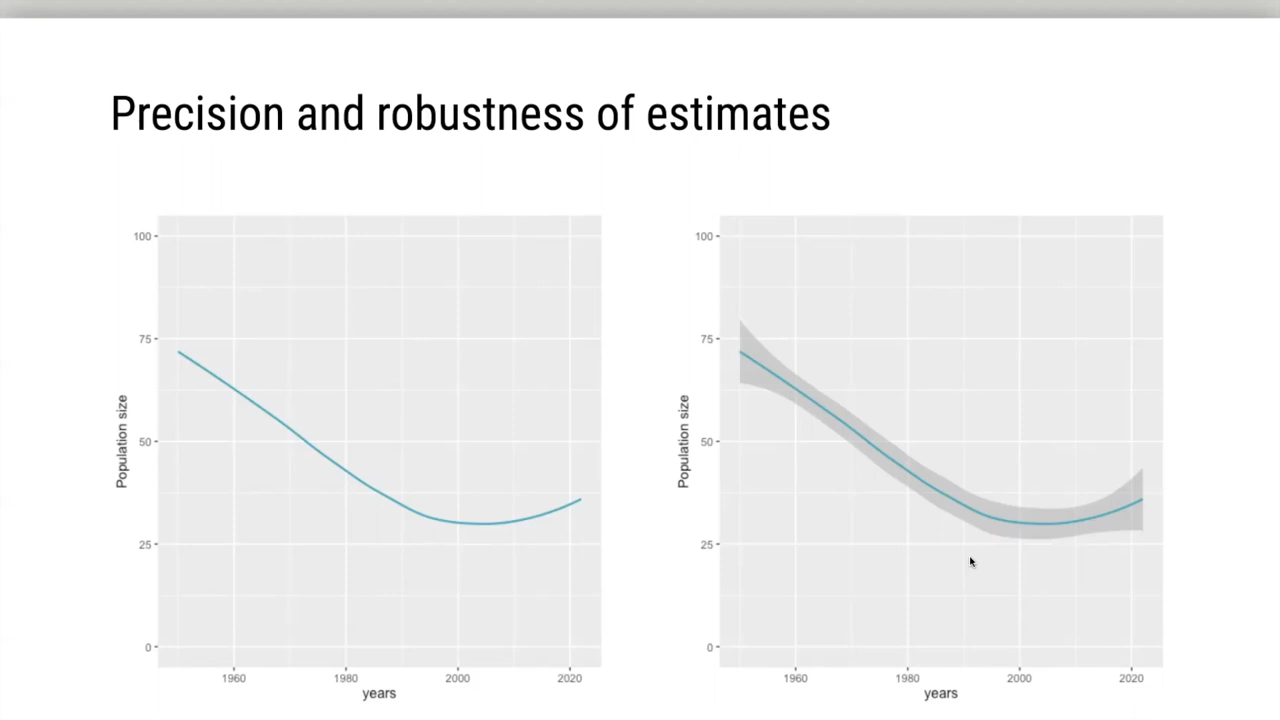 Precision and robustness of estimates
100
75
50
25
0
Population size
1960 1980 2000 2020
years
100
75
50
25
0
Population size
1960 1980 2000 2020
years